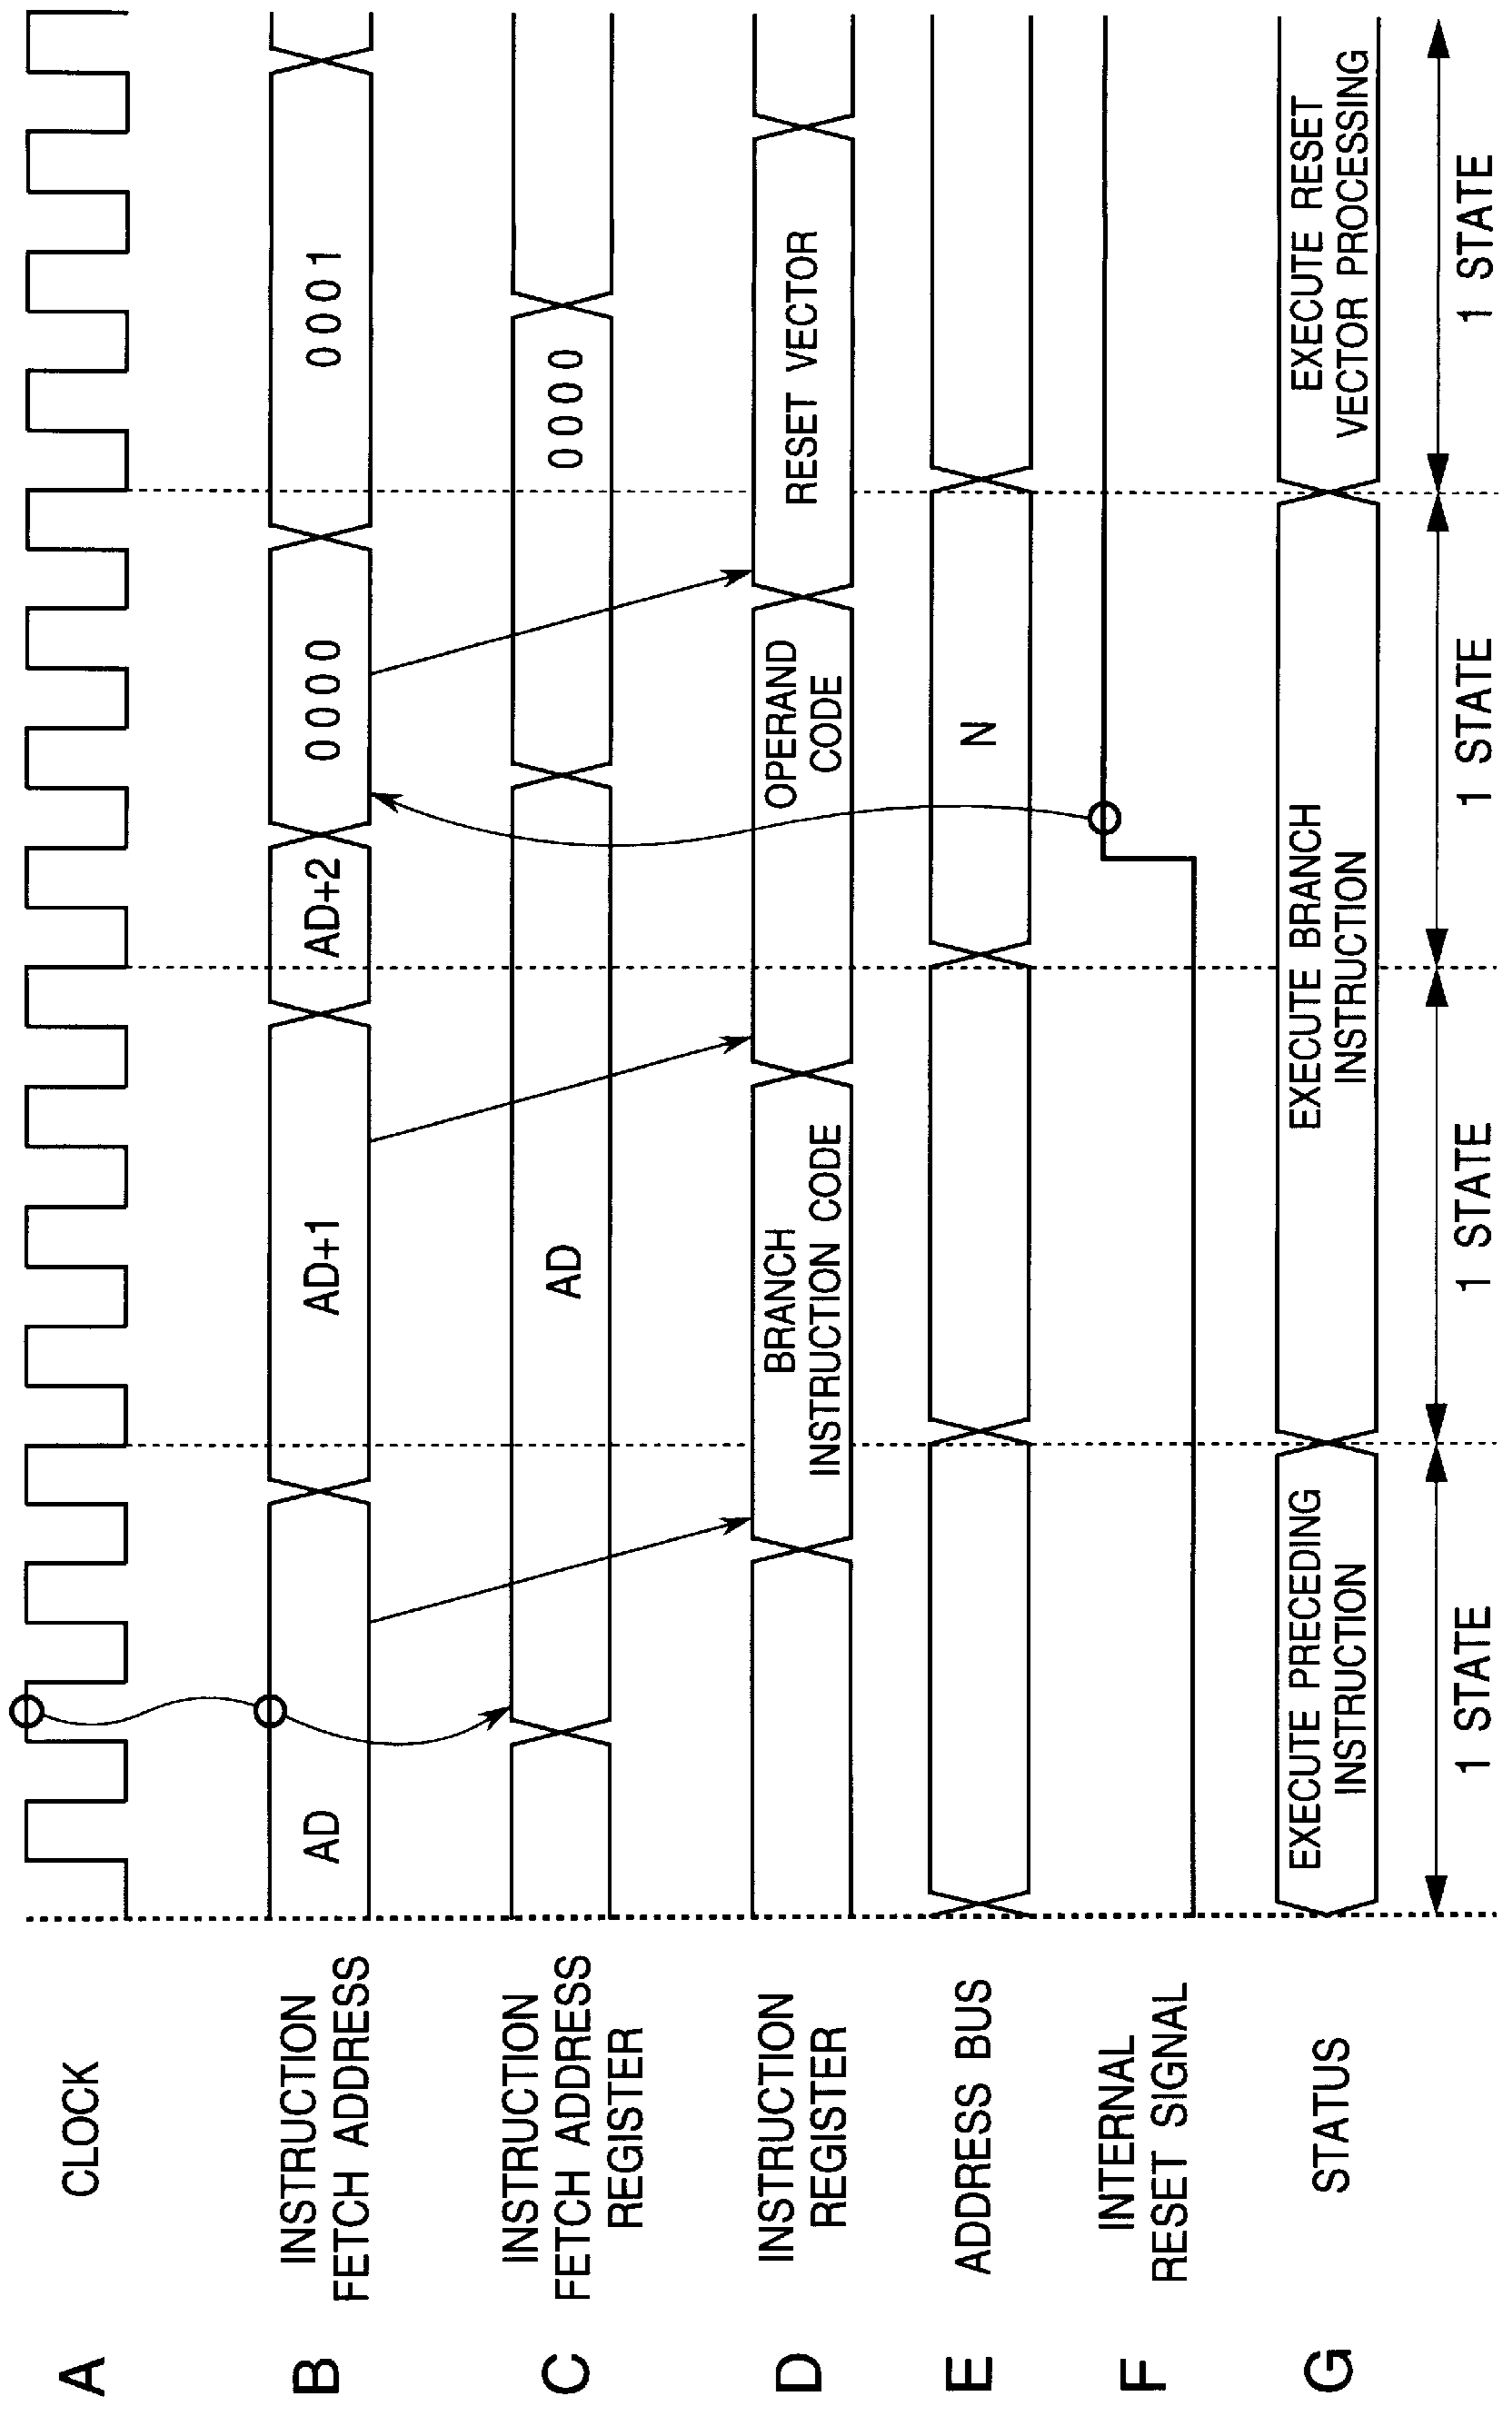 A
CLOCK
B
INSTRUCTION
FETCH ADDRESS
AD
AD+1
AD+2
0000
0001
C
INSTRUCTION
FETCH ADDRESS
REGISTER
AD
0000
D
INSTRUCTION
REGISTER
BRANCH
INSTRUCTION CODE
OPERAND
CODE
RESET VECTOR
E
ADDRESS BUS
N
F
INTERNAL
RESET SIGNAL
G
STATUS
EXECUTE PRECEDING
INSTRUCTION
EXECUTE BRANCH
INSTRUCTION
EXECUTE RESET
VECTOR PROCESSING
1 STATE
1 STATE
1 STATE
1 STATE